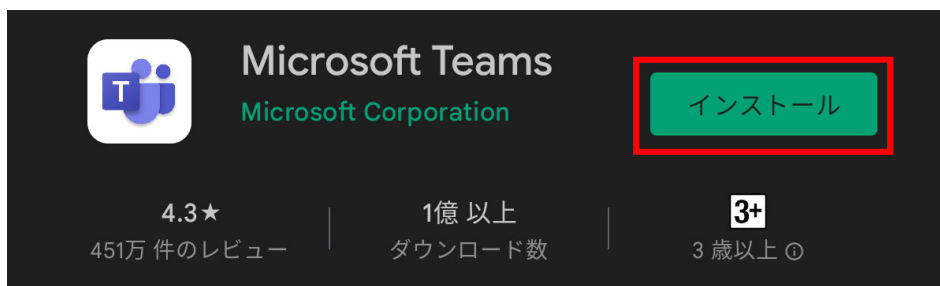 T
Microsoft Teams
Microsoft Corporation
インストール
4.3★
451万 件のレビュー
1億 以上
ダウンロード数
3+
3 歳以上